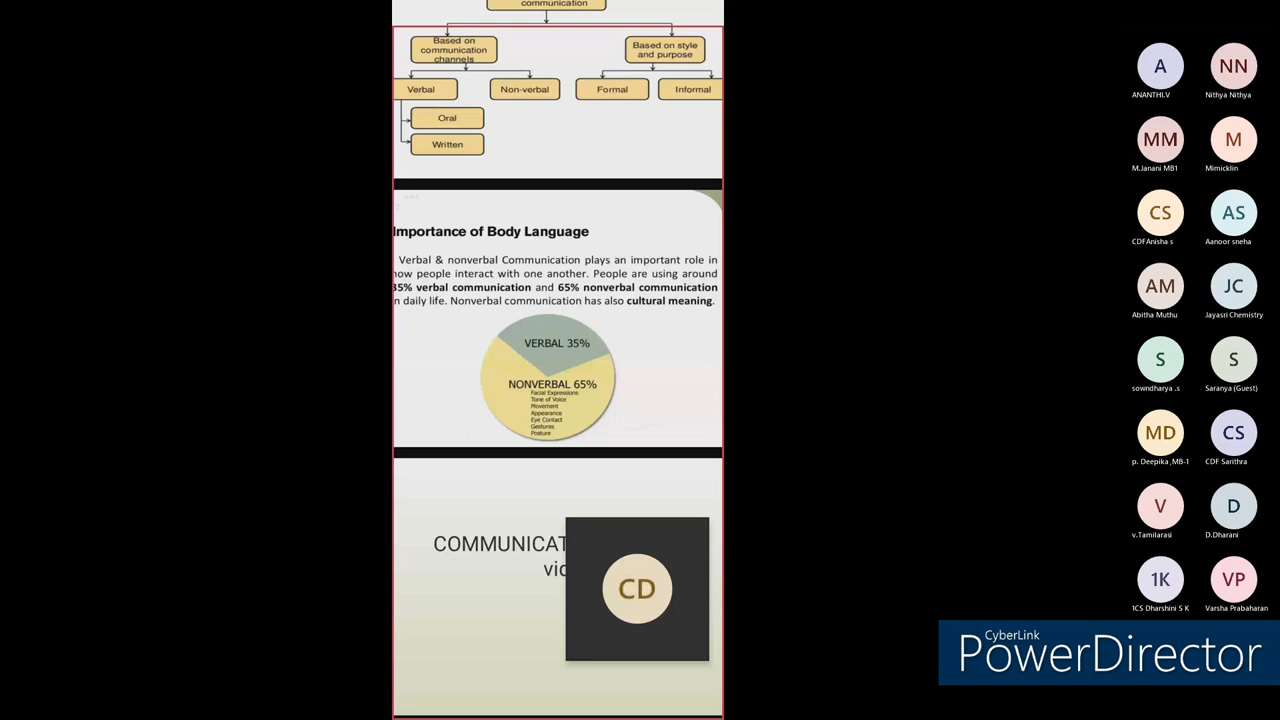 communication
Based on
communication
channels
Based on style
and purpose
Verbal
Non-verbal
Formal
Informal
Oral
Written
Importance of Body Language
Verbal & nonverbal Communication plays an important role in
how people interact with one another. People are using around
35% verbal communication and 65% nonverbal communication
in daily life. Nonverbal communication has also cultural meaning.
VERBAL 35%
NONVERBAL 65%
Facial Expressions
Tone of Voice
Movement
Appearance
Eye Contact
Gestures
Posture
COMMUNICAT
vid
CD
A
ANANTHI.V
NN
Nithya Nithya
MM
M.Janani MB1
M
Mimicklin
CS
CDFAnisha s
AS
Aanoor sneha
AM
Abitha Muthu
JC
Jayasri Chemistry
S
sowndharya .s
S
Saranya (Guest)
MD
p. Deepika ,MB-1
CS
CDF Sarithra
V
v.Tamilarasi
D
D.Dharani
1K
1CS Dharshini S K
VP
Varsha Prabaharan
CyberLink
PowerDirector